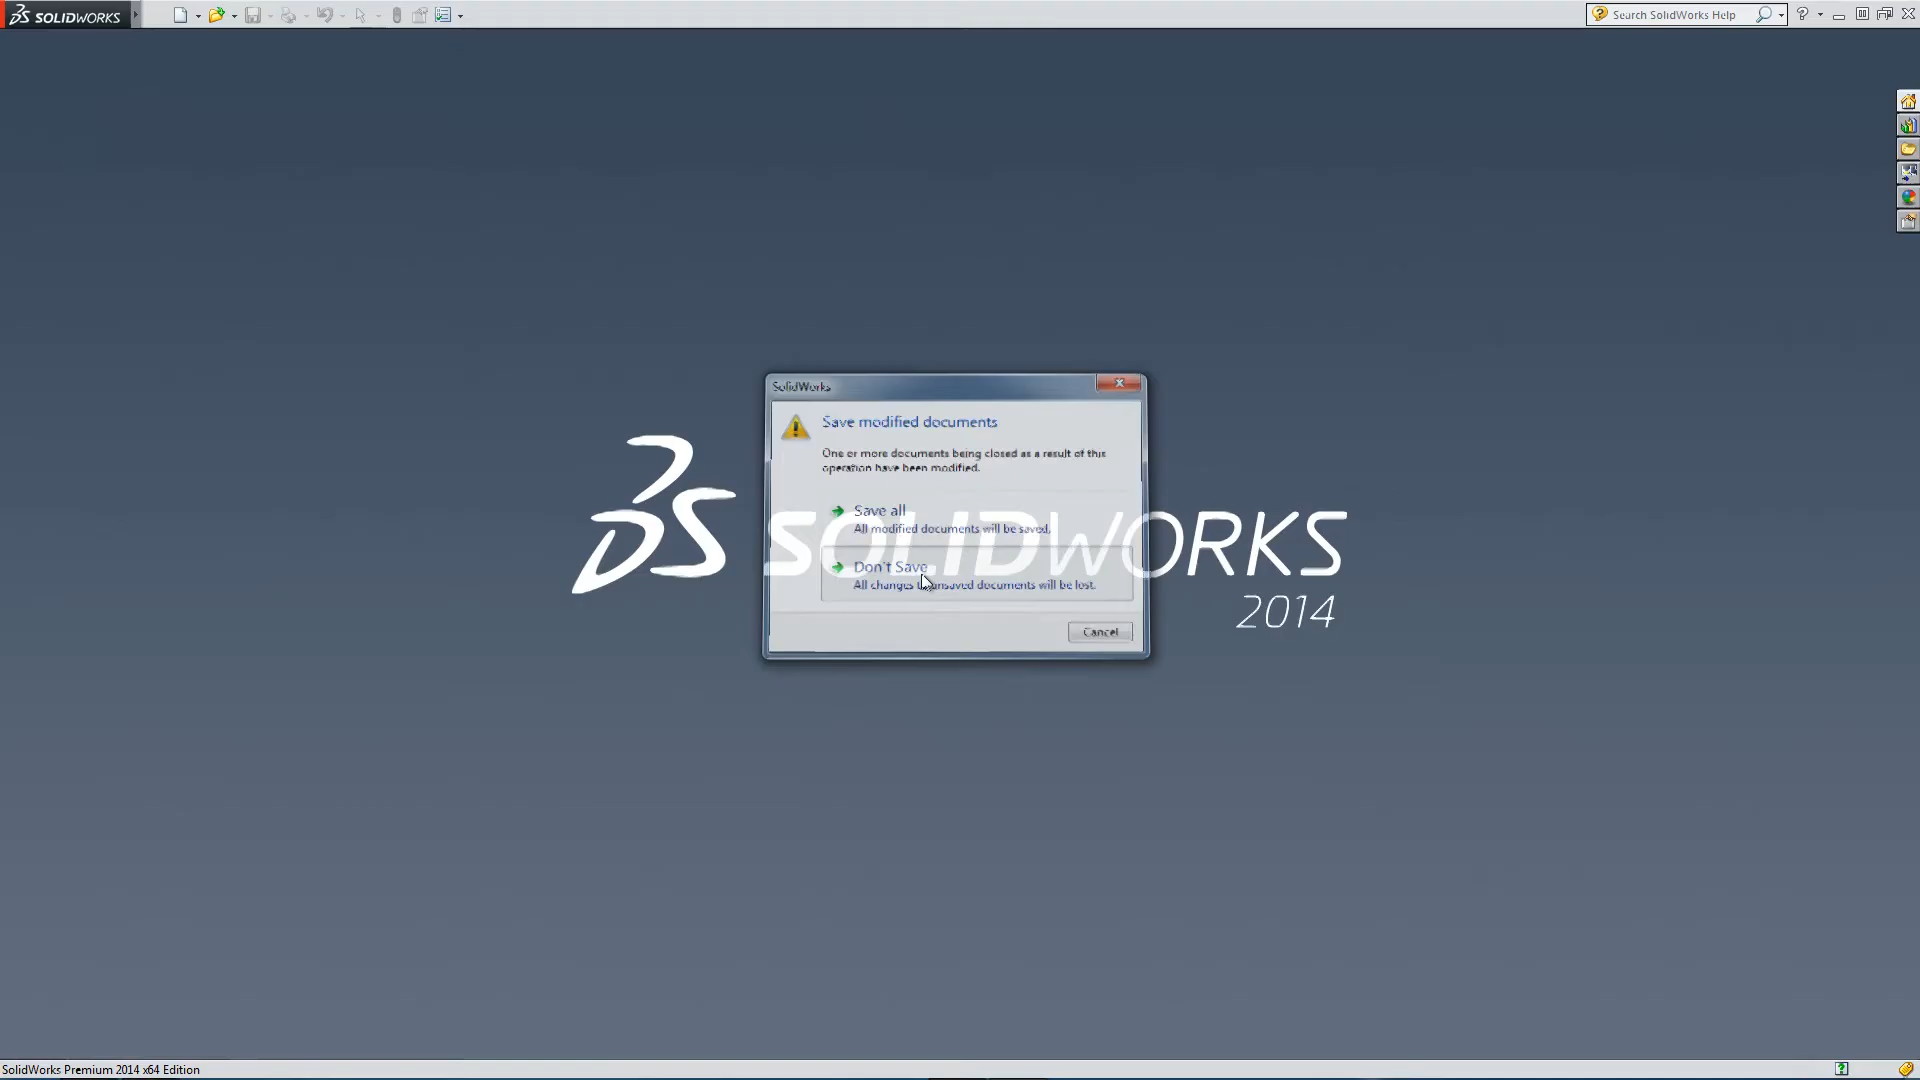 SOLIDWORKS
Search SolidWorks Help
SolidWorks
Save modified documents
One or more documents being closed as a result of this
operation have been modified.
Save all
All modified documents will be saved.
Don't Save
All changes unsaved documents will be lost.
Cancel
SOLIDWORKS
2014
SolidWorks Premium 2014 x64 Edition